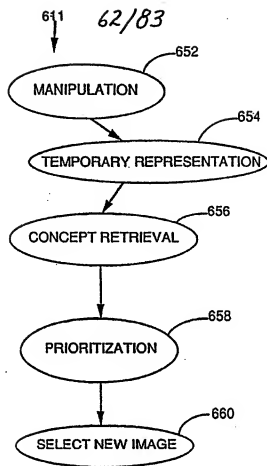 611 62/83
652
MANIPULATION
654
TEMPORARY REPRESENTATION
656
CONCEPT RETRIEVAL
658
PRIORITIZATION
660
SELECT NEW IMAGE